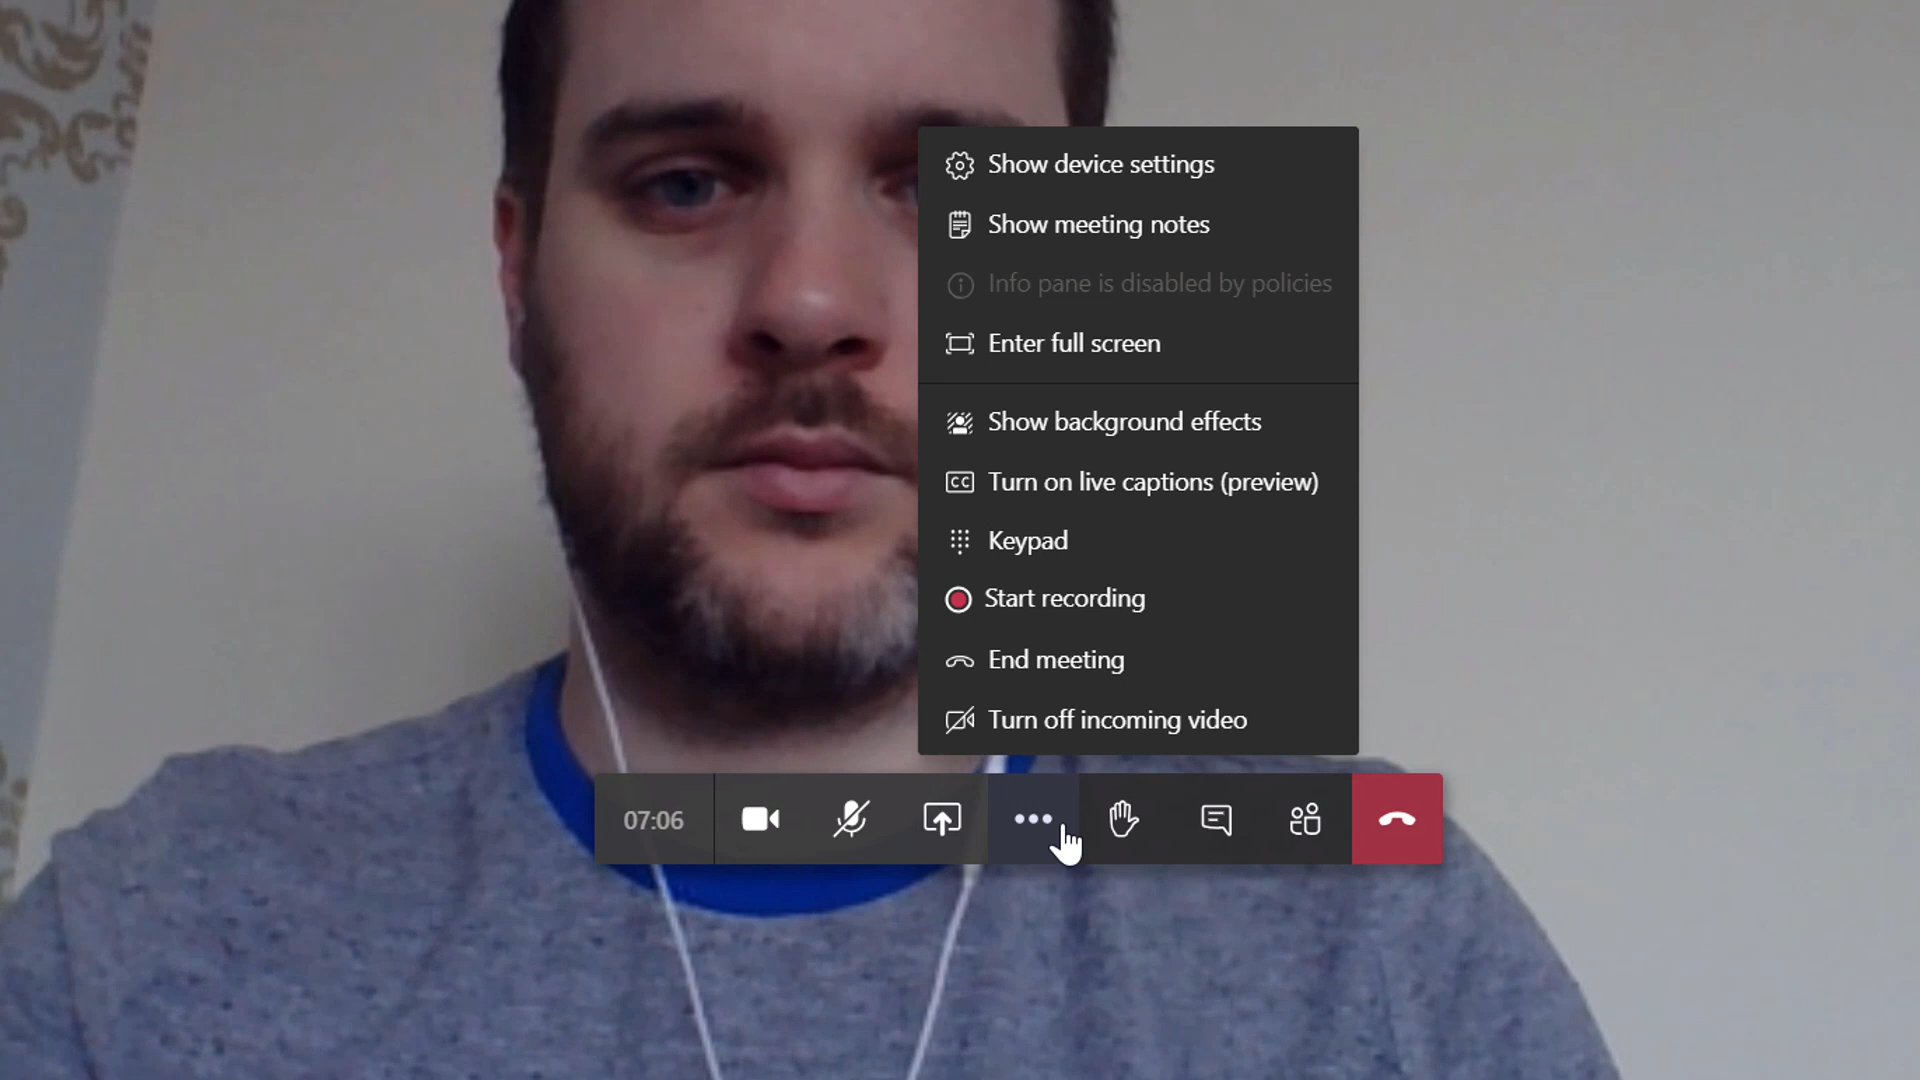 Show device settings
Show meeting notes
Info pane is disabled by policies
Enter full screen
Show background effects
CC Turn on live captions (preview)
Keypad
Start recording
End meeting
Turn off incoming video
07:06